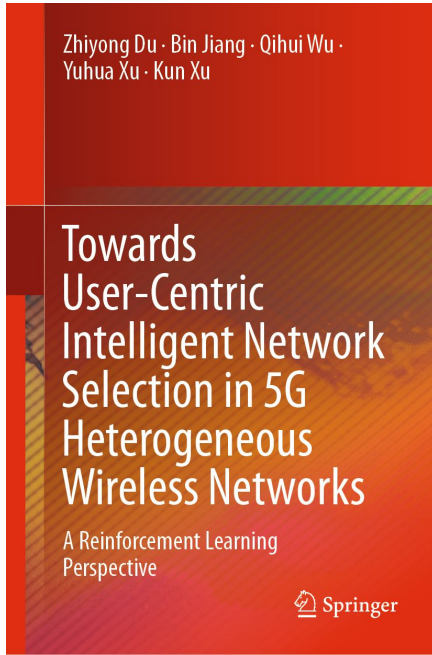 Zhiyong Du · Bin Jiang · Qihui Wu ·
Yuhua Xu · Kun Xu
Towards
User-Centric
Intelligent Network
Selection in 5G
Heterogeneous
Wireless Networks
A Reinforcement Learning
Perspective
Springer